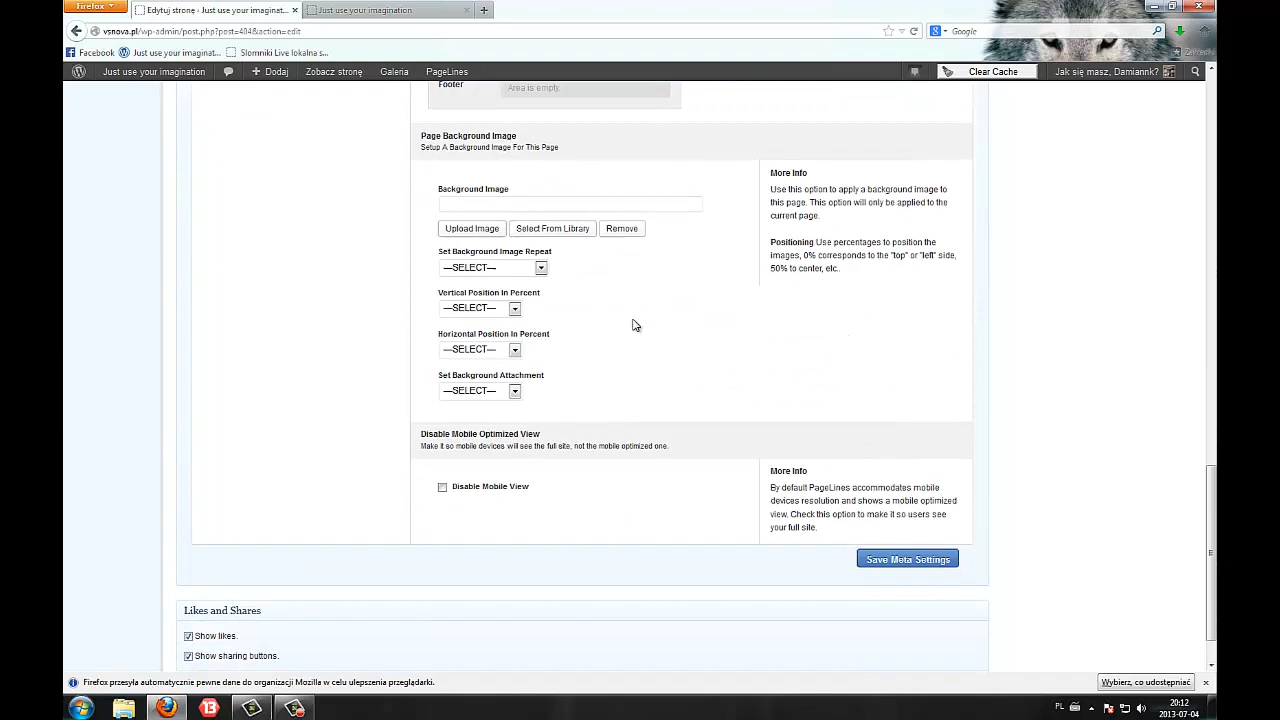 Firefox
Edytuj stronę ‹ Just use your imaginat...
Just use your imagination
vsnova.pl/wp-admin/post.php?post=404&action=edit
Google
Facebook
Just use your imaginat...
Slomniki Live lokalna s...
Just use your imagination
Dodaj
Zobacz stronę
Galeria
PageLines
Clear Cache
Jak się masz, Damiannk?
Footer
Area is empty.
Page Background Image
Setup A Background Image For This Page
Background Image
Upload Image
Select From Library
Remove
Set Background Image Repeat
—SELECT—
Vertical Position In Percent
—SELECT—
Horizontal Position In Percent
—SELECT—
Set Background Attachment
—SELECT—
More Info
Use this option to apply a background image to
this page. This option will only be applied to the
current page.
Positioning Use percentages to position the
images, 0% corresponds to the "top" or "left" side,
50% to center, etc..
Disable Mobile Optimized View
Make it so mobile devices will see the full site, not the mobile optimized one.
Disable Mobile View
More Info
By default PageLines accommodates mobile
devices resolution and shows a mobile optimized
view. Check this option to make it so users see
your full site.
Save Meta Settings
Likes and Shares
Show likes.
Show sharing buttons.
Firefox przesyła automatycznie pewne dane do organizacji Mozilla w celu ulepszenia przeglądarki.
Wybierz, co udostępniać
PL
20:12
2013-07-04